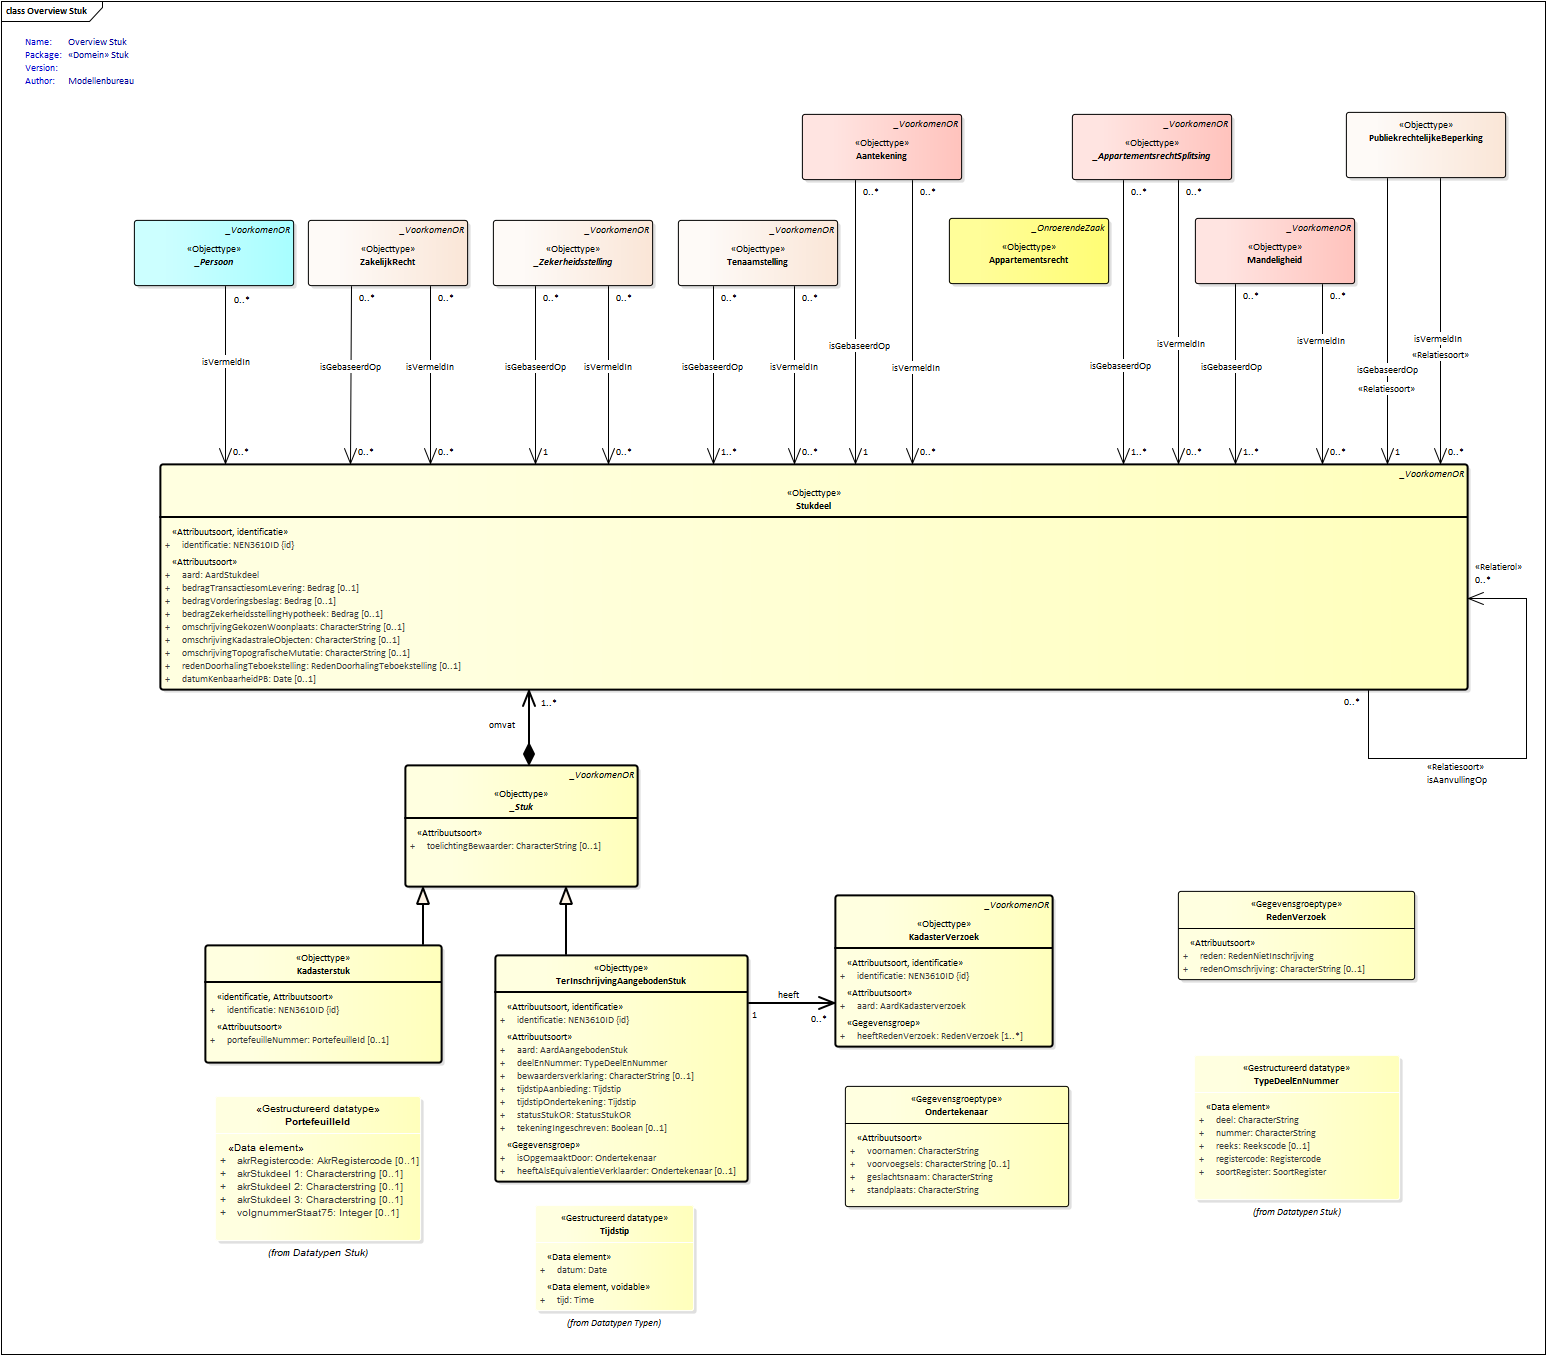 class Overview Stuk
Name: Overview Stuk
Package: «Domein» Stuk
Version:
Author: Modellenbureau
_VoorkomenOR
«Objecttype»
Aantekening
_VoorkomenOR
«Objecttype»
_AppartementsrechtSplitsing
«Objecttype»
PubliekrechtelijkeBeperking
_VoorkomenOR
«Objecttype»
_Persoon
_VoorkomenOR
«Objecttype»
ZakelijkRecht
_VoorkomenOR
«Objecttype»
_Zekerheidsstelling
_VoorkomenOR
«Objecttype»
Tenaamstelling
_OnroerendeZaak
«Objecttype»
Appartementsrecht
_VoorkomenOR
«Objecttype»
Mandeligheid
0..* 0..* 0..* 0..*
0..* 0..* 0..* 0..* 0..* 0..* 0..* 0..* 0..*
isVermeldIn
isGebaseerdOp
isVermeldIn
isGebaseerdOp
isVermeldIn
isGebaseerdOp
isVermeldIn
isGebaseerdOp
isVermeldIn
isGebaseerdOp
isVermeldIn
isGebaseerdOp
isVermeldIn
isGebaseerdOp
«Relatiesoort»
isVermeldIn
«Relatiesoort»
0..* 0..* 0..* 1 0..* 1..* 0..* 1 0..* 1..* 0..* 1..* 0..* 1 0..*
_VoorkomenOR
«Objecttype»
Stukdeel
«Attribuutsoort, identificatie»
+ identificatie: NEN3610ID {id}
«Attribuutsoort»
+ aard: AardStukdeel
+ bedragTransactiesomLevering: Bedrag [0..1]
+ bedragVorderingsbeslag: Bedrag [0..1]
+ bedragZekerheidsstellingHypotheek: Bedrag [0..1]
+ omschrijvingGekozenWoonplaats: CharacterString [0..1]
+ omschrijvingKadastraleObjecten: CharacterString [0..1]
+ omschrijvingTopografischeMutatie: CharacterString [0..1]
+ redenDoorhalingTeboekstelling: RedenDoorhalingTeboekstelling [0..1]
+ datumKenbaarheidPB: Date [0..1]
«Relatierol»
0..*
0..*
«Relatiesoort»
isAanvullingOp
1..*
omvat
_VoorkomenOR
«Objecttype»
_Stuk
«Attribuutsoort»
+ toelichtingBewaarder: CharacterString [0..1]
«Objecttype»
Kadasterstuk
«identificatie, Attribuutsoort»
+ identificatie: NEN3610ID {id}
«Attribuutsoort»
+ portefeuilleNummer: PortefeuilleId [0..1]
«Objecttype»
TerInschrijvingAangebodenStuk
«Attribuutsoort, identificatie»
+ identificatie: NEN3610ID {id}
«Attribuutsoort»
+ aard: AardAangebodenStuk
+ deelEnNummer: TypeDeelEnNummer
+ bewaardersverklaring: CharacterString [0..1]
+ tijdstipAanbieding: Tijdstip
+ tijdstipOndertekening: Tijdstip
+ statusStukOR: StatusStukOR
+ tekeningIngeschreven: Boolean [0..1]
«Gegevensgroep»
+ isOpgemaaktDoor: Ondertekenaar
+ heeftAlsEquivalentieVerklaarder: Ondertekenaar [0..1]
heeft
1
0..*
_VoorkomenOR
«Objecttype»
KadasterVerzoek
«Attribuutsoort, identificatie»
+ identificatie: NEN3610ID {id}
«Attribuutsoort»
+ aard: AardKadasterverzoek
«Gegevensgroep»
+ heeftRedenVerzoek: RedenVerzoek [1..*]
«Gegevensgroeptype»
RedenVerzoek
«Attribuutsoort»
+ reden: RedenNietInschrijving
+ redenOmschrijving: CharacterString [0..1]
«Gestructureerd datatype»
PortefeuilleId
«Data element»
+ akrRegistercode: AkrRegistercode [0..1]
+ akrStukdeel 1: Characterstring [0..1]
+ akrStukdeel 2: Characterstring [0..1]
+ akrStukdeel 3: Characterstring [0..1]
+ volgnummerStaat75: Integer [0..1]
(from Datatypen Stuk)
«Gestructureerd datatype»
Tijdstip
«Data element»
+ datum: Date
«Data element, voidable»
+ tijd: Time
(from Datatypen Typen)
«Gegevensgroeptype»
Ondertekenaar
«Attribuutsoort»
+ voornamen: CharacterString
+ voorvoegsels: CharacterString [0..1]
+ geslachtsnaam: CharacterString
+ standplaats: CharacterString
«Gestructureerd datatype»
TypeDeelEnNummer
«Data element»
+ deel: CharacterString
+ nummer: CharacterString
+ reeks: Reekscode [0..1]
+ registercode: Registercode
+ soortRegister: SoortRegister
(from Datatypen Stuk)